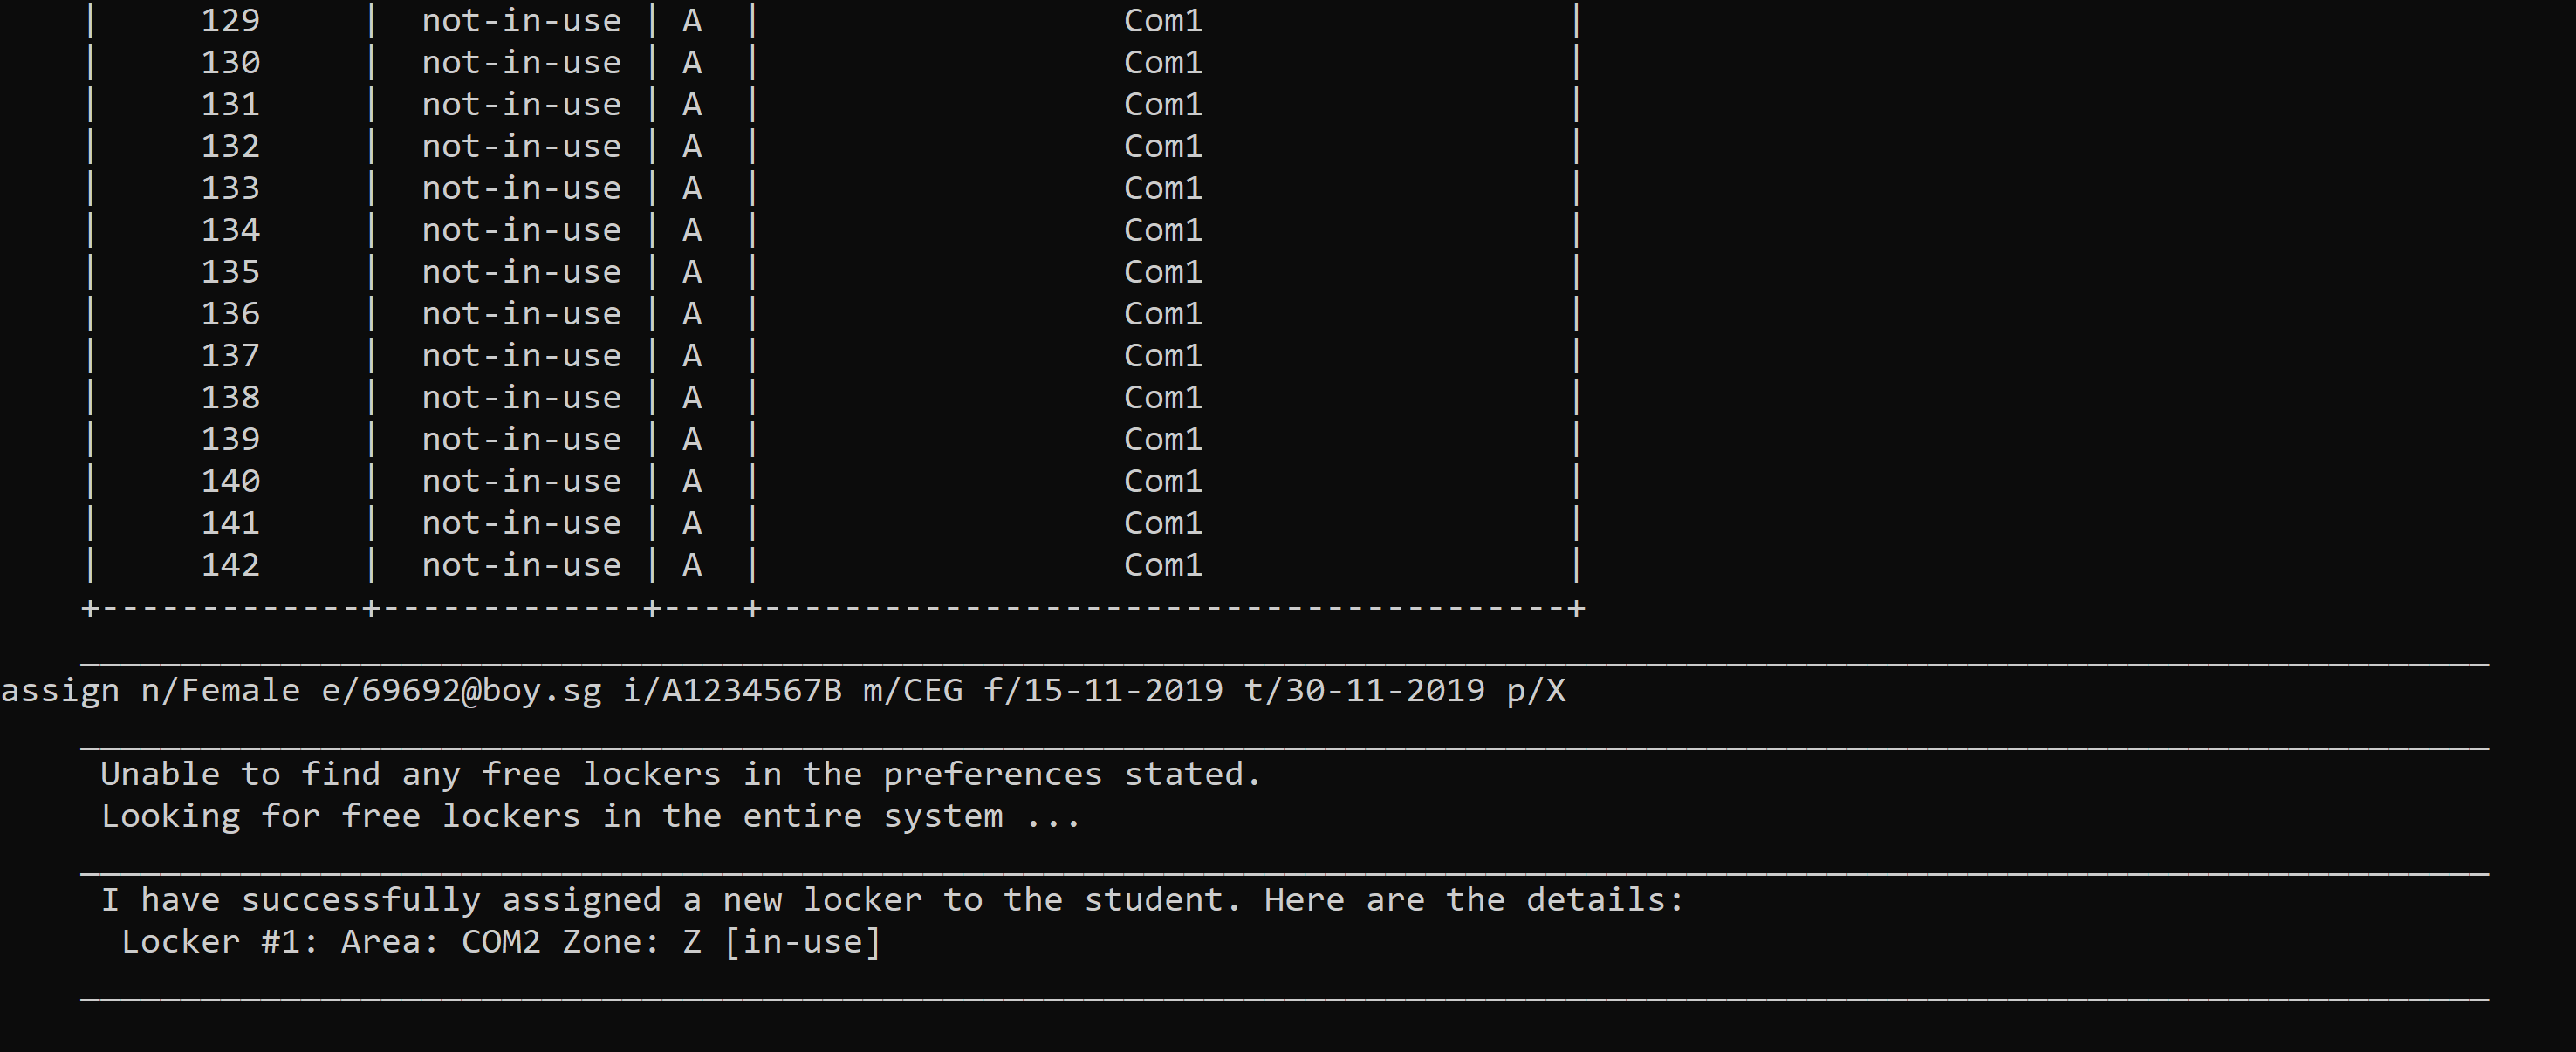 |     129     |  not-in-use | A  |                  Com1                  |
|     130     |  not-in-use | A  |                  Com1                  |
|     131     |  not-in-use | A  |                  Com1                  |
|     132     |  not-in-use | A  |                  Com1                  |
|     133     |  not-in-use | A  |                  Com1                  |
|     134     |  not-in-use | A  |                  Com1                  |
|     135     |  not-in-use | A  |                  Com1                  |
|     136     |  not-in-use | A  |                  Com1                  |
|     137     |  not-in-use | A  |                  Com1                  |
|     138     |  not-in-use | A  |                  Com1                  |
|     139     |  not-in-use | A  |                  Com1                  |
|     140     |  not-in-use | A  |                  Com1                  |
|     141     |  not-in-use | A  |                  Com1                  |
|     142     |  not-in-use | A  |                  Com1                  |
+-------------+-------------+----+----------------------------------------+
assign n/Female e/69692@boy.sg i/A1234567B m/CEG f/15-11-2019 t/30-11-2019 p/X
Unable to find any free lockers in the preferences stated.
Looking for free lockers in the entire system ...
I have successfully assigned a new locker to the student. Here are the details:
Locker #1: Area: COM2 Zone: Z [in-use]